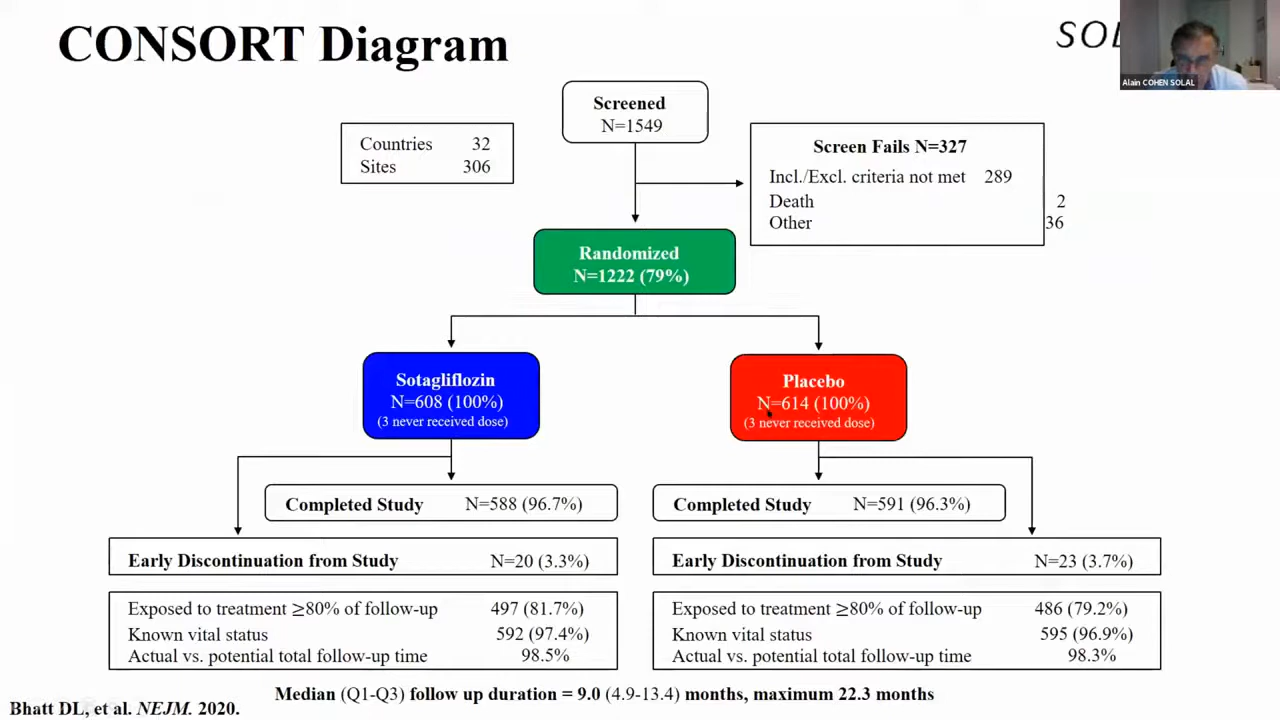 CONSORT Diagram
SOL
Alain COHEN SOLAL
Screened
N=1549
Countries 32
Sites 306
Screen Fails N=327
Incl./Excl. criteria not met 289
Death 2
Other 36
Randomized
N=1222 (79%)
Sotagliflozin
N=608 (100%)
(3 never received dose)
Placebo
N=614 (100%)
(3 never received dose)
Completed Study N=588 (96.7%)
Completed Study N=591 (96.3%)
Early Discontinuation from Study N=20 (3.3%)
Early Discontinuation from Study N=23 (3.7%)
Exposed to treatment ≥80% of follow-up 497 (81.7%)
Known vital status 592 (97.4%)
Actual vs. potential total follow-up time 98.5%
Exposed to treatment ≥80% of follow-up 486 (79.2%)
Known vital status 595 (96.9%)
Actual vs. potential total follow-up time 98.3%
Median (Q1-Q3) follow up duration = 9.0 (4.9-13.4) months, maximum 22.3 months
Bhatt DL, et al. NEJM. 2020.